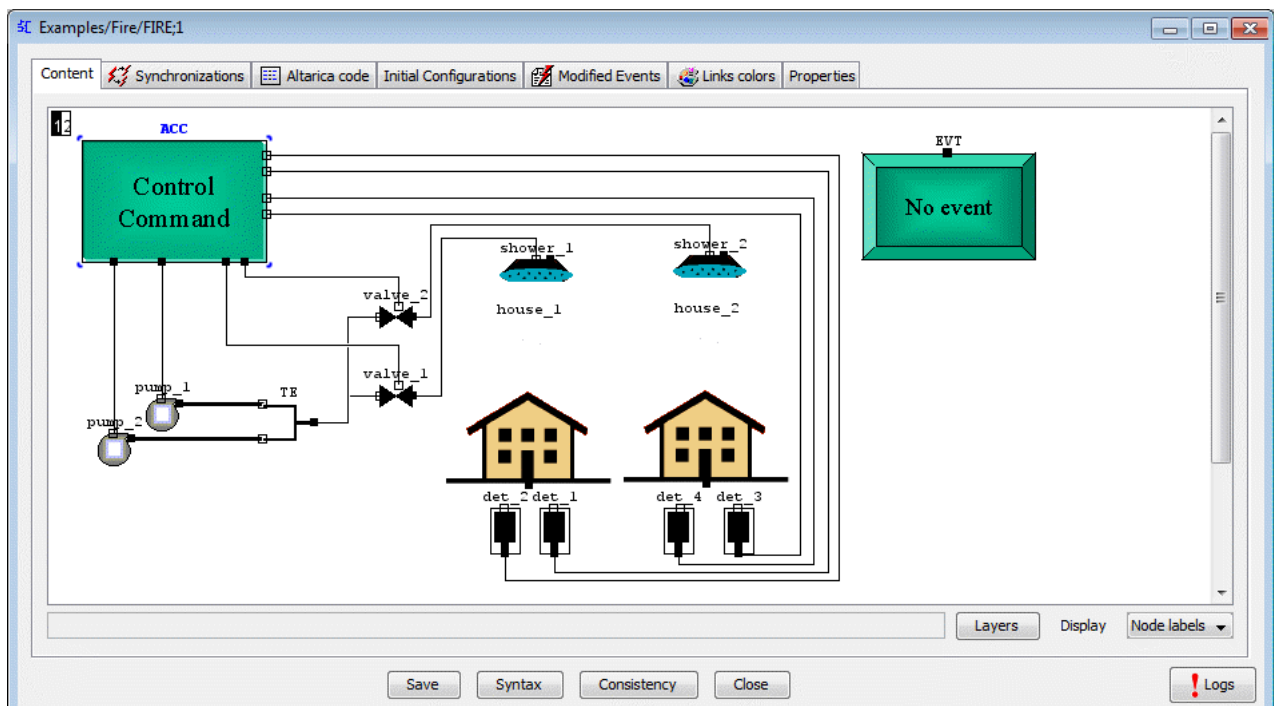 Examples/Fire/FIRE;1
Content
Synchronizations
Altarica code
Initial Configurations
Modified Events
Links colors
Properties
12
ACC
Control
Command
EVT
No event
shower_1
shower_2
valve_2
house_1
house_2
valve_1
pump_1
TE
pump_2
det_2
det_1
det_4
det_3
Layers
Display
Node labels
Save
Syntax
Consistency
Close
Logs